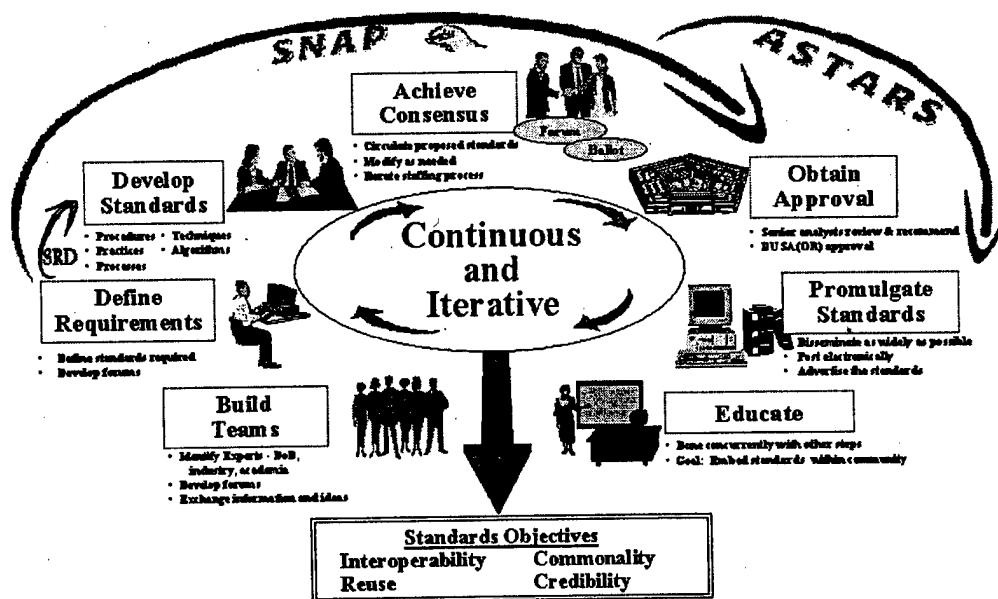 SNAP
ASTARS
Achieve
Consensus
• Circulate proposed standards
• Modify as needed
• Iterate staffing process
Forum
Ballot
Develop
Standards
• Procedures • Techniques
• Practices • Algorithms
• Processes
SRD
Obtain
Approval
• Senior analysts review & recommend
• DUSA(OR) approval
Continuous
and
Iterative
Define
Requirements
• Define standards required
• Develop forums
Promulgate
Standards
• Disseminate as widely as possible
• Post electronically
• Advertise the standards
Build
Teams
• Identify Experts - DoD,
industry, academia
• Develop forums
• Exchange information and ideas
Educate
• Done concurrently with other steps
• Goal: Embed standards within community
Standards Objectives
Interoperability Commonality
Reuse Credibility